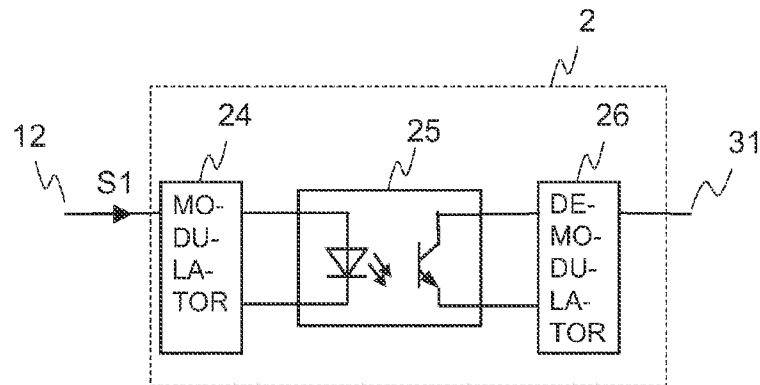 2
24
25
26
12
31
S1
MO-
DU-
LA-
TOR
DE-
MO-
DU-
LA-
TOR